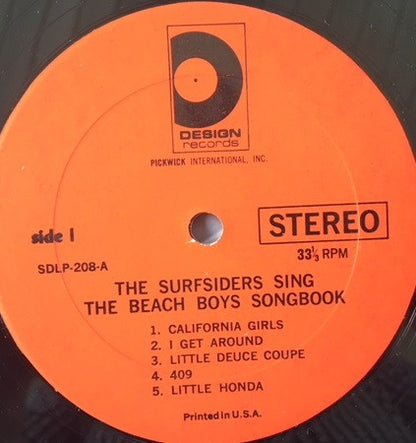 DESIGN
records
PICKWICK INTERNATIONAL, INC.
side 1
STEREO
SDLP-208-A
33⅓ RPM
THE SURFSIDERS SING
THE BEACH BOYS SONGBOOK
1. CALIFORNIA GIRLS
2. I GET AROUND
3. LITTLE DEUCE COUPE
4. 409
5. LITTLE HONDA
Printed in U.S.A.